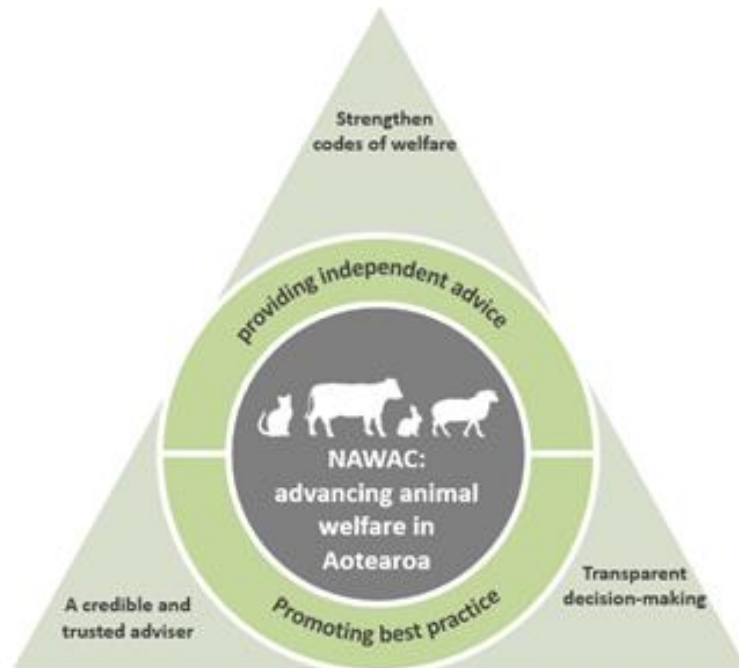 Strengthen
codes of welfare
providing independent advice
NAWAC:
advancing animal
welfare in
Aotearoa
Promoting best practice
A credible and
trusted adviser
Transparent
decision-making